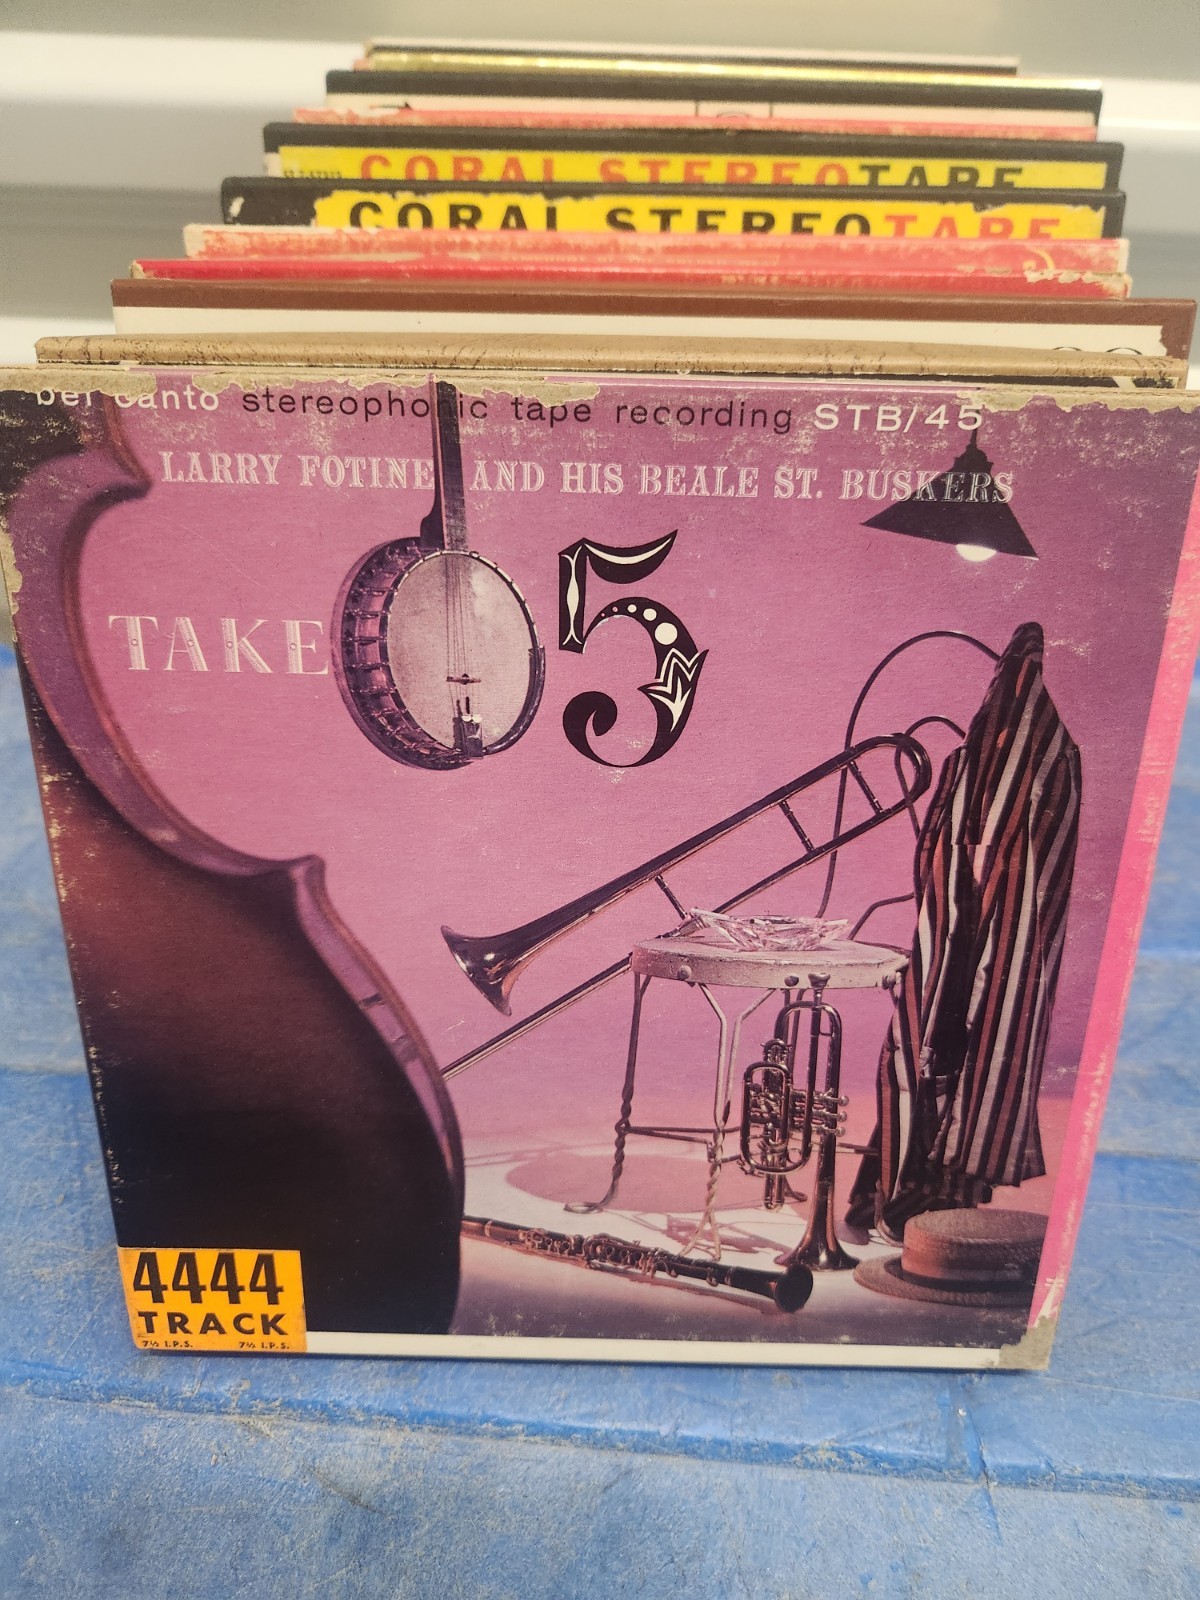 CORAL STEREOTAPE
CORAL STEREOTAPE
bel canto stereophonic tape recording STB/45
LARRY FOTINE AND HIS BEALE ST. BUSKERS
TAKE 5
4444
TRACK
7½ I.P.S. 7½ I.P.S.